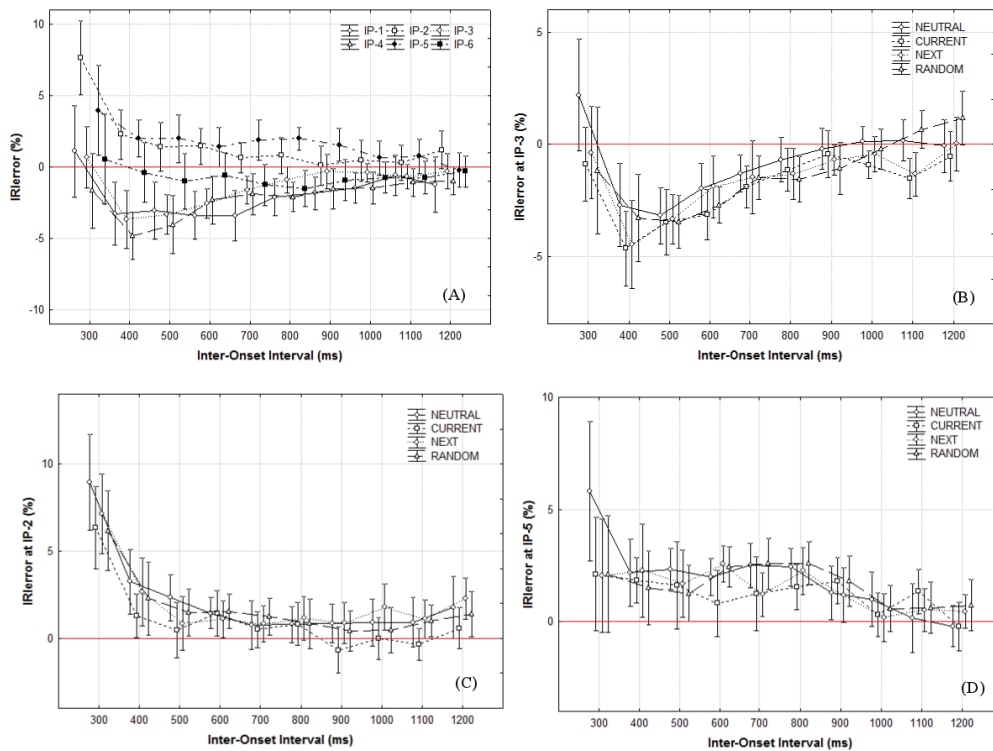 IRIerror (%)
10
5
0
-5
-10
IP-1 IP-2 IP-3
IP-4 IP-5 IP-6
(A)
300 400 500 600 700 800 900 1000 1100 1200
Inter-Onset Interval (ms)
IRIerror at IP-3 (%)
5
0
-5
NEUTRAL
CURRENT
NEXT
RANDOM
(B)
300 400 500 600 700 800 900 1000 1100 1200
Inter-Onset Interval (ms)
IRIerror at IP-2 (%)
10
5
0
NEUTRAL
CURRENT
NEXT
RANDOM
(C)
300 400 500 600 700 800 900 1000 1100 1200
Inter-Onset Interval (ms)
IRIerror at IP-5 (%)
10
5
0
NEUTRAL
CURRENT
NEXT
RANDOM
(D)
300 400 500 600 700 800 900 1000 1100 1200
Inter-Onset Interval (ms)